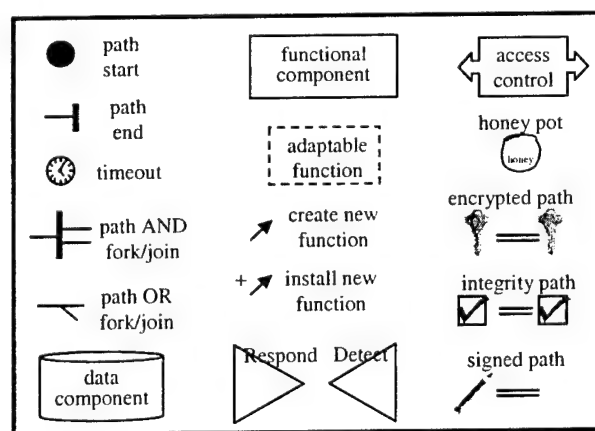 path
start
path
end
timeout
path AND
fork/join
path OR
fork/join
data
component
functional
component
adaptable
function
create new
function
+ install new
function
Respond Detect
access
control
honey pot
honey
encrypted path
integrity path
signed path